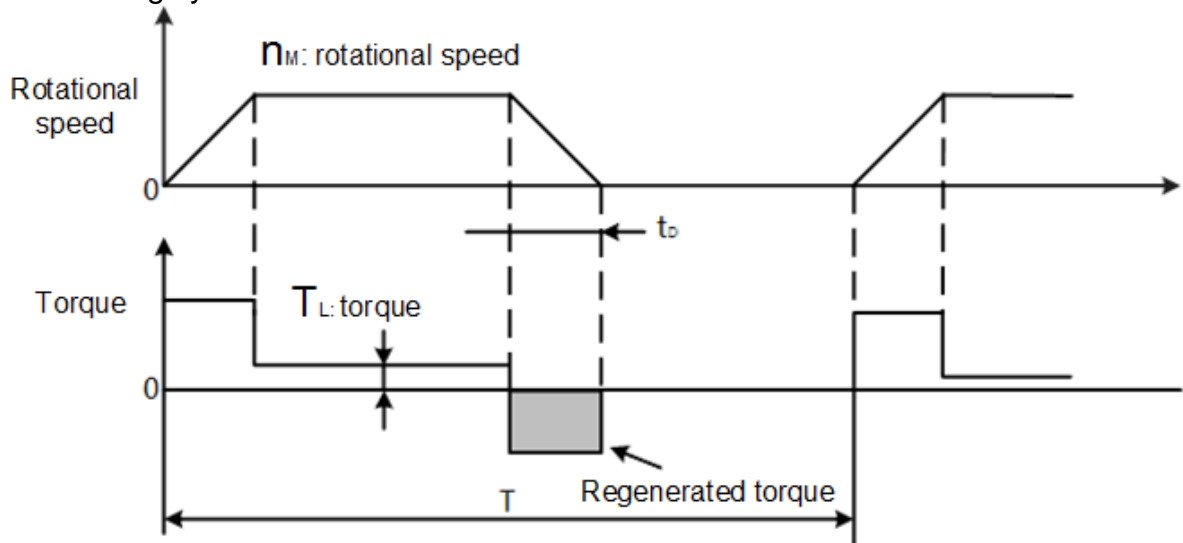 nM: rotational speed
Rotational
speed
0
tD
Torque
TL: torque
0
Regenerated torque
T